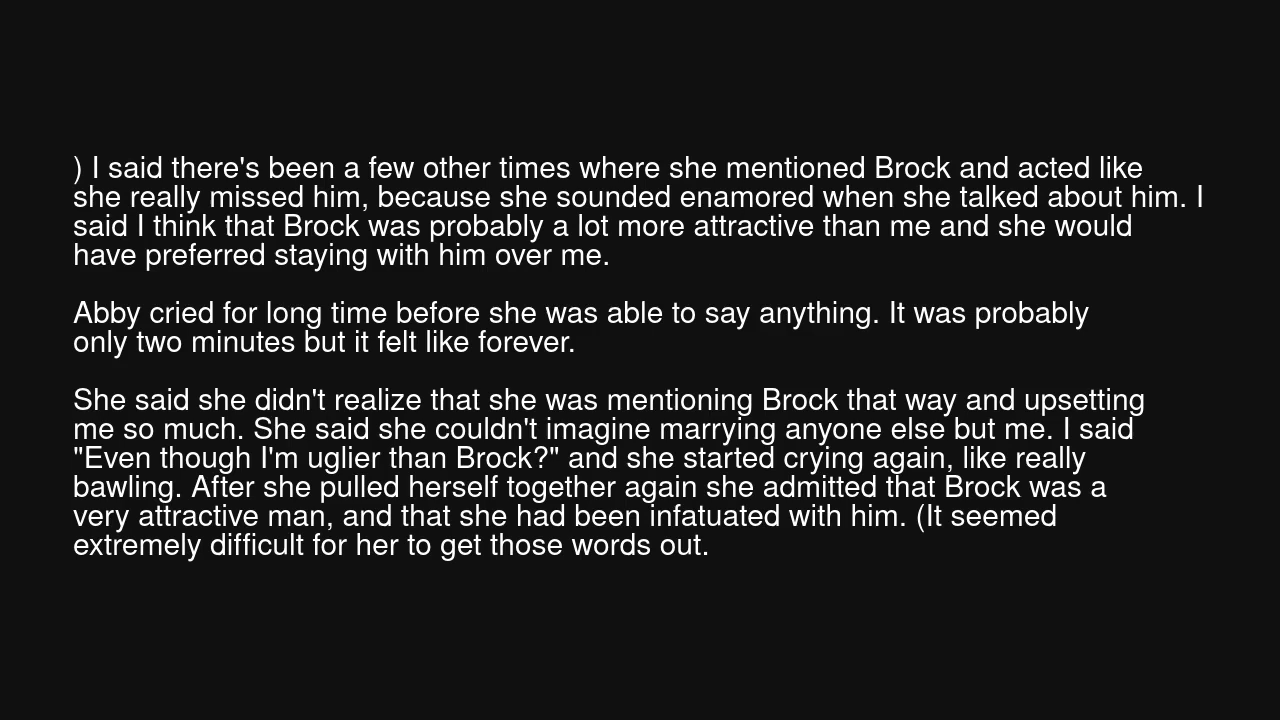 ) I said there's been a few other times where she mentioned Brock and acted like
she really missed him, because she sounded enamored when she talked about him. I
said I think that Brock was probably a lot more attractive than me and she would
have preferred staying with him over me.
Abby cried for long time before she was able to say anything. It was probably
only two minutes but it felt like forever.
She said she didn't realize that she was mentioning Brock that way and upsetting
me so much. She said she couldn't imagine marrying anyone else but me. I said
"Even though I'm uglier than Brock?" and she started crying again, like really
bawling. After she pulled herself together again she admitted that Brock was a
very attractive man, and that she had been infatuated with him. (It seemed
extremely difficult for her to get those words out.